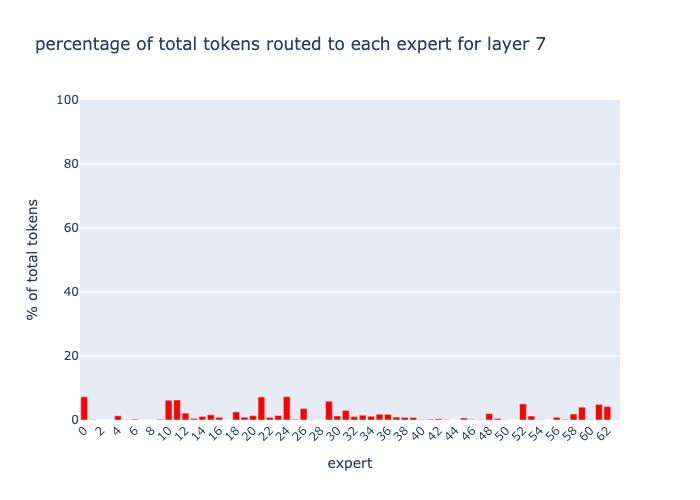 percentage of total tokens routed to each expert for layer 7
100
80
60
40
20
0
% of total tokens
0 2 4 6 8 10 12 14 16 18 20 22 24 26 28 30 32 34 36 38 40 42 44 46 48 50 52 54 56 58 60 62
expert